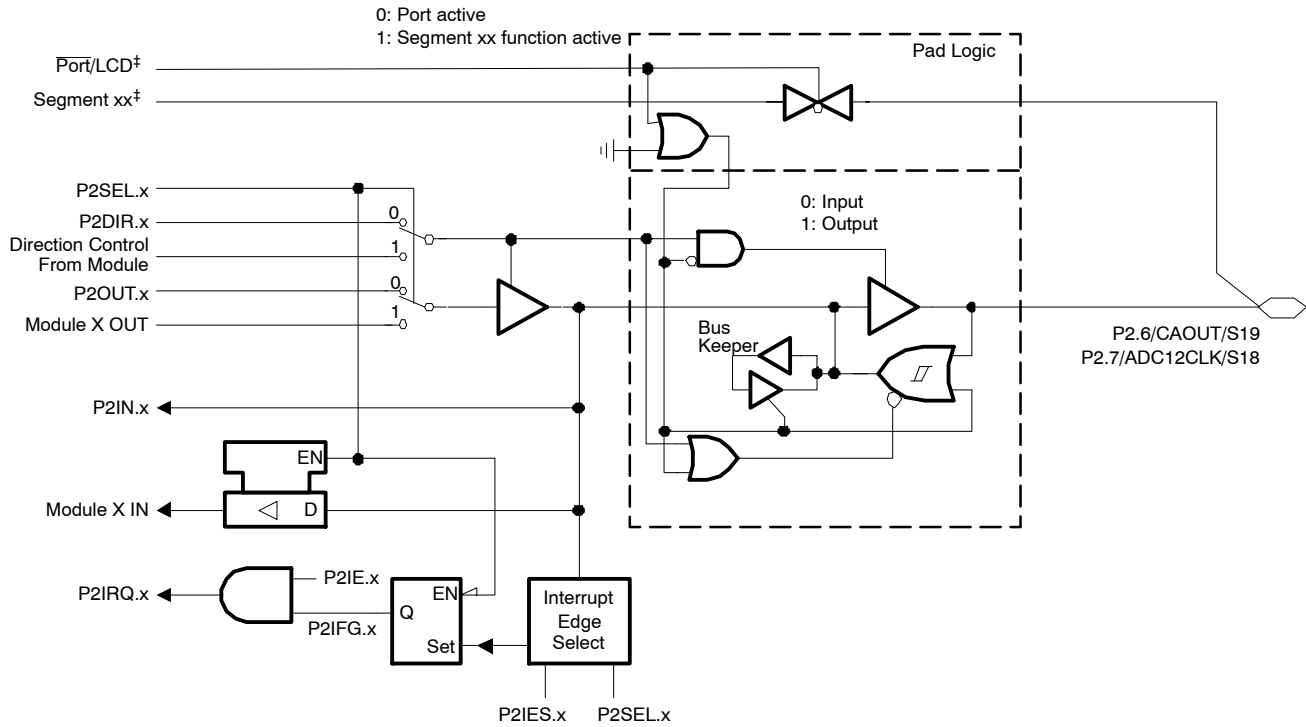 0: Port active
1: Segment xx function active
Pad Logic
Port/LCD‡
Segment xx‡
P2SEL.x
0: Input
1: Output
P2DIR.x
0
Direction Control
From Module
1
P2OUT.x
0
Module X OUT
1
Bus
Keeper
P2.6/CAOUT/S19
P2.7/ADC12CLK/S18
P2IN.x
EN
Module X IN
D
P2IE.x
P2IRQ.x
P2IFG.x
EN
Q
Set
Interrupt
Edge
Select
P2IES.x
P2SEL.x